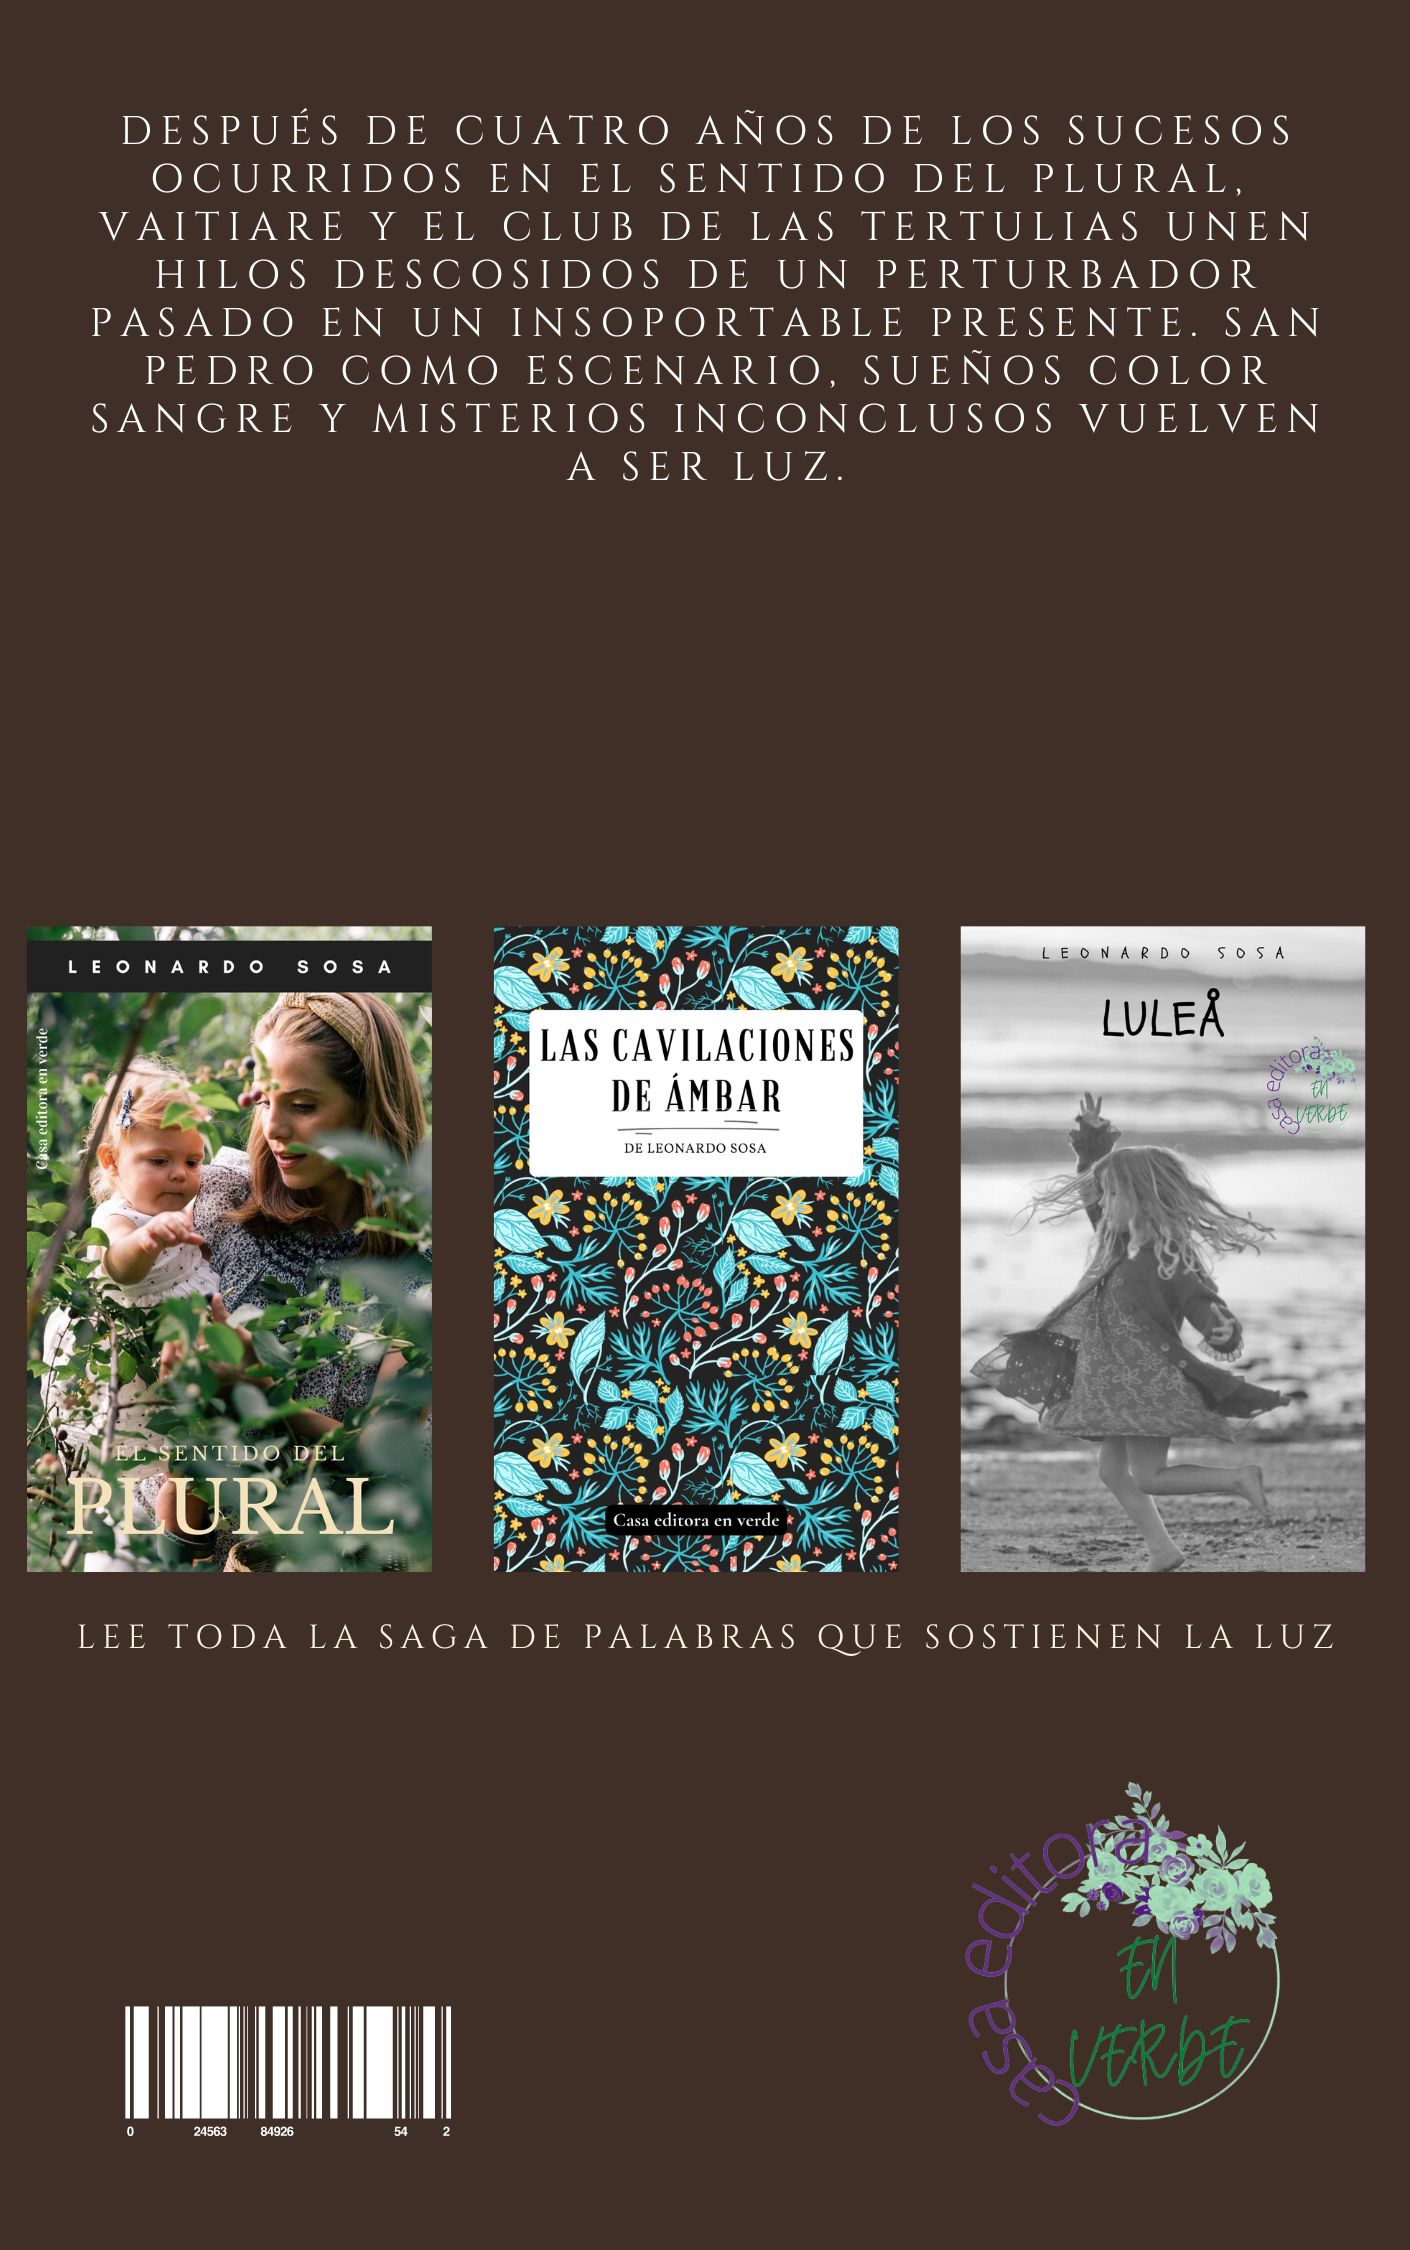 DESPUÉS DE CUATRO AÑOS DE LOS SUCESOS
OCURRIDOS EN EL SENTIDO DEL PLURAL,
VAITIARE Y EL CLUB DE LAS TERTULIAS UNEN
HILOS DESCOSIDOS DE UN PERTURBADOR
PASADO EN UN INSOPORTABLE PRESENTE. SAN
PEDRO COMO ESCENARIO, SUEÑOS COLOR
SANGRE Y MISTERIOS INCONCLUSOS VUELVEN
A SER LUZ.
LEONARDO SOSA
Casa editora en verde
EL SENTIDO DEL
PLURAL
LAS CAVILACIONES
DE ÁMBAR
DE LEONARDO SOSA
Casa editora en verde
LEONARDO SOSA
LULEÅ
Casa editora
EN
VERDE
LEE TODA LA SAGA DE PALABRAS QUE SOSTIENEN LA LUZ
Casa editora
EN
VERDE
0 24563 84926 54 2